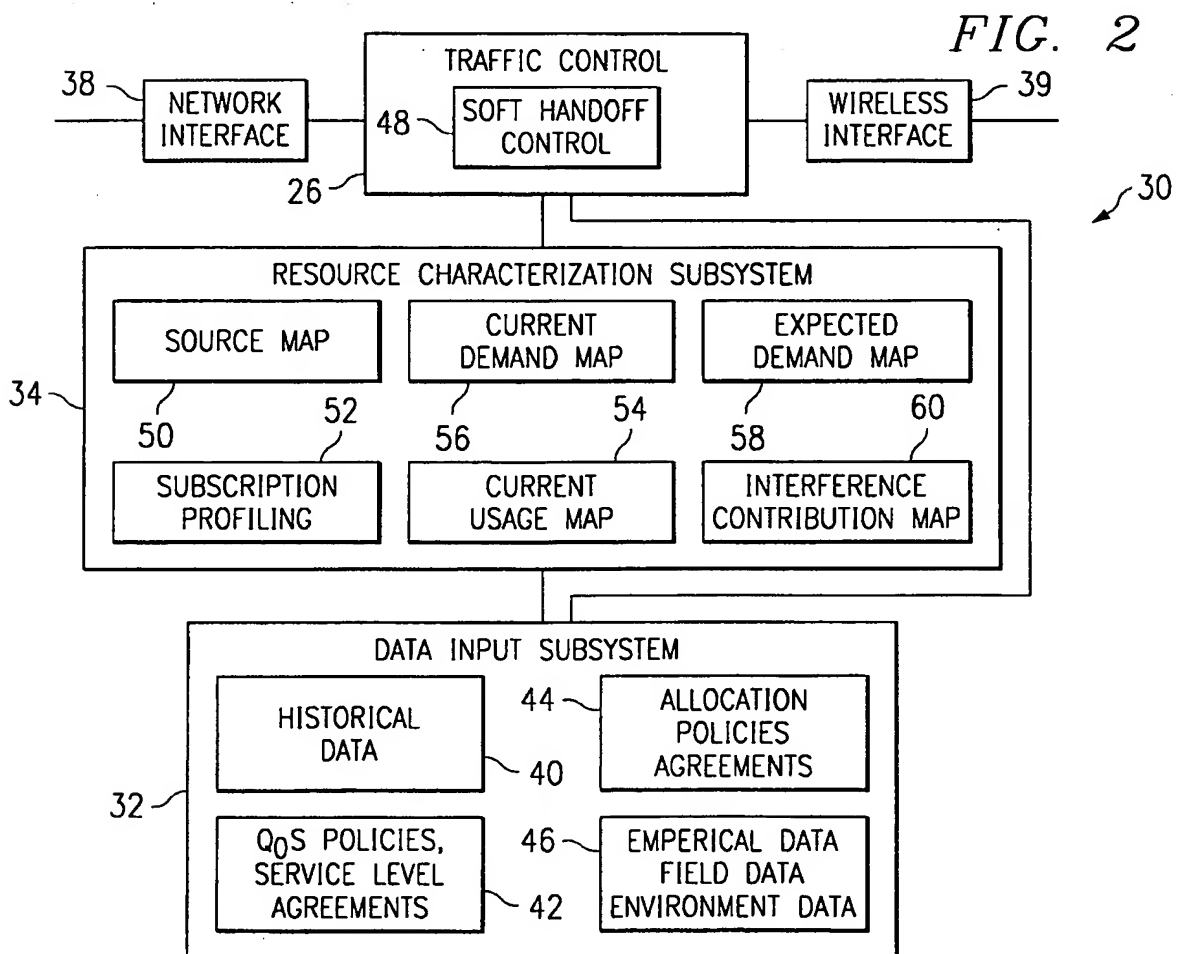 FIG. 2
TRAFFIC CONTROL
38
NETWORK
INTERFACE
48
SOFT HANDOFF
CONTROL
WIRELESS
INTERFACE
39
26
30
RESOURCE CHARACTERIZATION SUBSYSTEM
SOURCE MAP
CURRENT
DEMAND MAP
EXPECTED
DEMAND MAP
34
50
52
56
54
58
60
SUBSCRIPTION
PROFILING
CURRENT
USAGE MAP
INTERFERENCE
CONTRIBUTION MAP
DATA INPUT SUBSYSTEM
HISTORICAL
DATA
40
44
ALLOCATION
POLICIES
AGREEMENTS
32
QOS POLICIES,
SERVICE LEVEL
AGREEMENTS
42
46
EMPERICAL DATA
FIELD DATA
ENVIRONMENT DATA